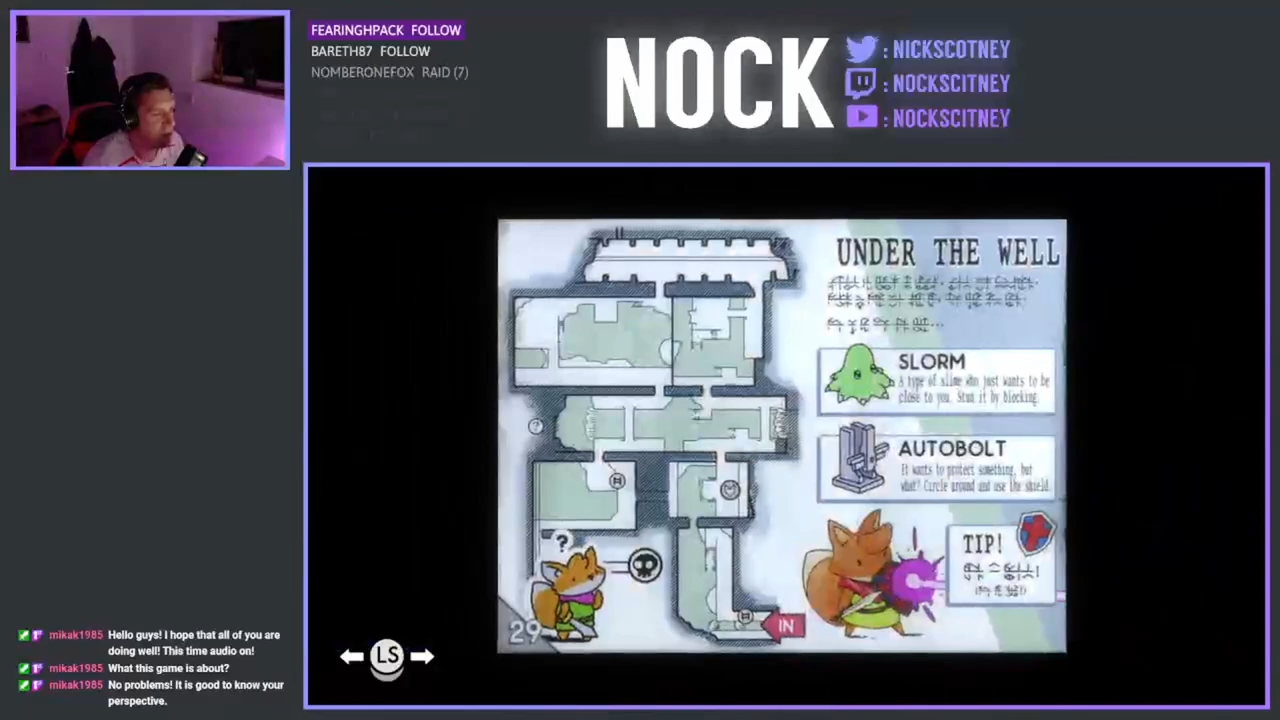 FEARINGHPACK FOLLOW
BARETH87 FOLLOW
NOMBERONEFOX RAID (7)
NOCK
: NICKSCOTNEY
: NOCKSCITNEY
: NOCKSCITNEY
UNDER THE WELL
SLORM
A type of slime who just wants to be
close to you. Stun it by blocking.
AUTOBOLT
It wants to protect something, but
what? Circle around and use the shield.
TIP!
?
?
IN
29
LS
mikak1985 Hello guys! I hope that all of you are
doing well! This time audio on!
mikak1985 What this game is about?
mikak1985 No problems! It is good to know your
perspective.